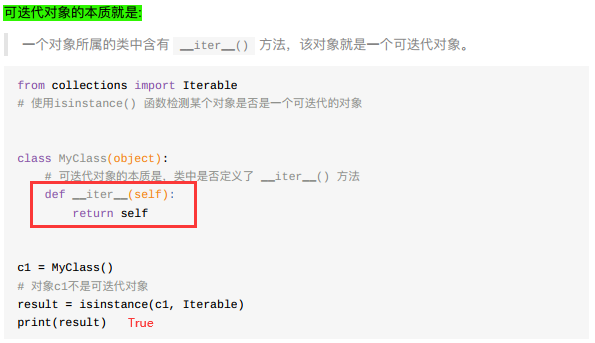 可迭代对象的本质就是:
一个对象所属的类中含有 __iter__() 方法，该对象就是一个可迭代对象。
from collections import Iterable
# 使用isinstance() 函数检测某个对象是否是一个可迭代的对象
class MyClass(object):
# 可迭代对象的本质是，类中是否定义了 __iter__() 方法
def __iter__(self):
return self
c1 = MyClass()
# 对象c1不是可迭代对象
result = isinstance(c1, Iterable)
print(result) True